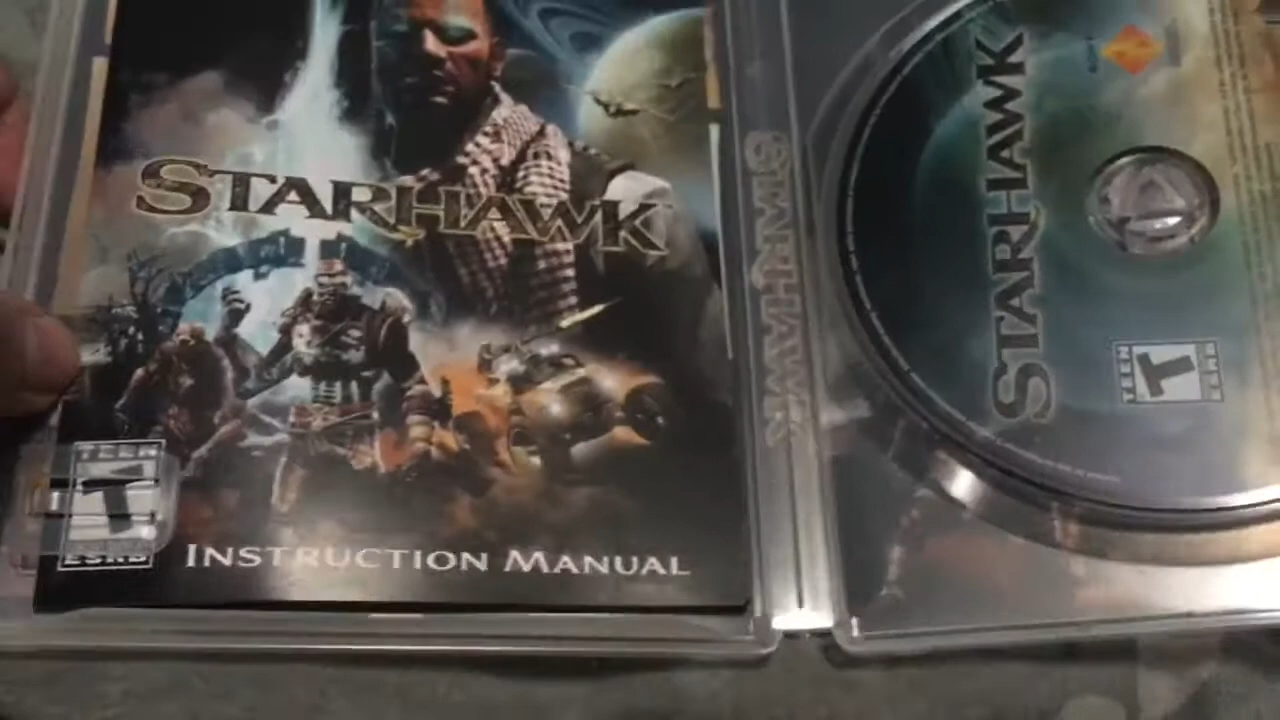 STARHAWK
TEEN
T
ESRB
INSTRUCTION MANUAL
STARHAWK
STARHAWK
TEEN
T